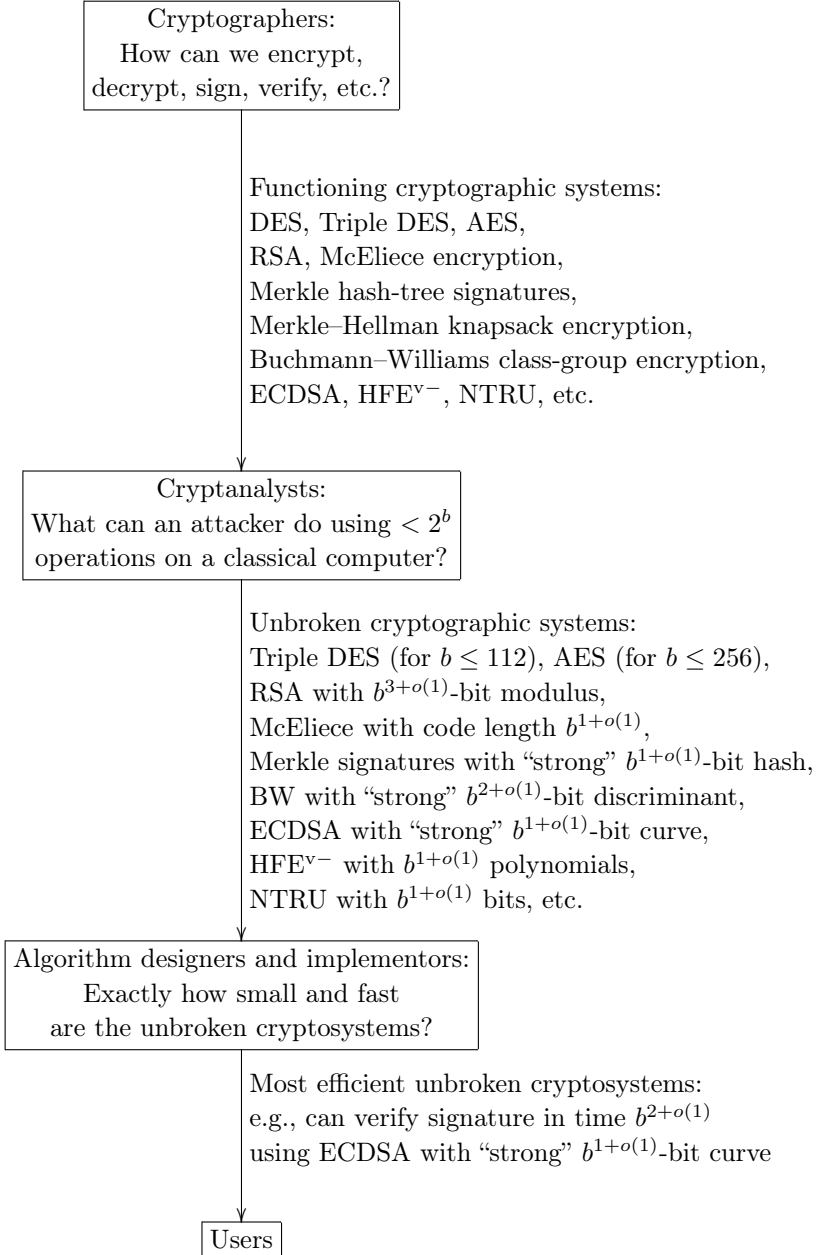 Cryptographers:
How can we encrypt,
decrypt, sign, verify, etc.?
Functioning cryptographic systems:
DES, Triple DES, AES,
RSA, McEliece encryption,
Merkle hash-tree signatures,
Merkle–Hellman knapsack encryption,
Buchmann–Williams class-group encryption,
ECDSA, HFE^{v−}, NTRU, etc.
Cryptanalysts:
What can an attacker do using < 2^b
operations on a classical computer?
Unbroken cryptographic systems:
Triple DES (for b ≤ 112), AES (for b ≤ 256),
RSA with b^{3+o(1)}-bit modulus,
McEliece with code length b^{1+o(1)},
Merkle signatures with “strong” b^{1+o(1)}-bit hash,
BW with “strong” b^{2+o(1)}-bit discriminant,
ECDSA with “strong” b^{1+o(1)}-bit curve,
HFE^{v−} with b^{1+o(1)} polynomials,
NTRU with b^{1+o(1)} bits, etc.
Algorithm designers and implementors:
Exactly how small and fast
are the unbroken cryptosystems?
Most efficient unbroken cryptosystems:
e.g., can verify signature in time b^{2+o(1)}
using ECDSA with “strong” b^{1+o(1)}-bit curve
Users